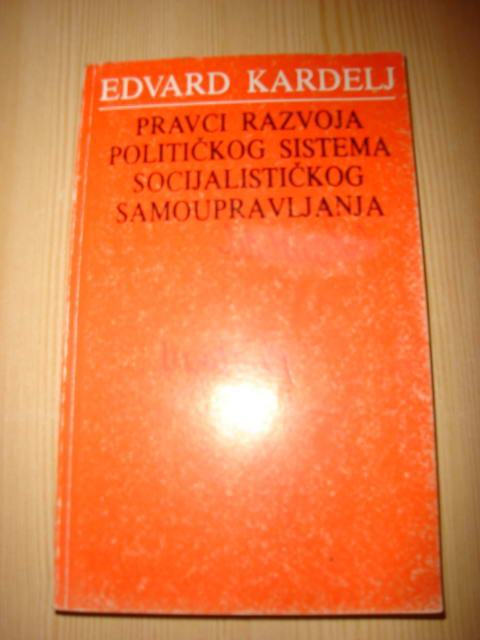 EDVARD KARDELJ
PRAVCI RAZVOJA
POLITIČKOG SISTEMA
SOCIJALISTIČKOG
SAMOUPRAVLJANJA